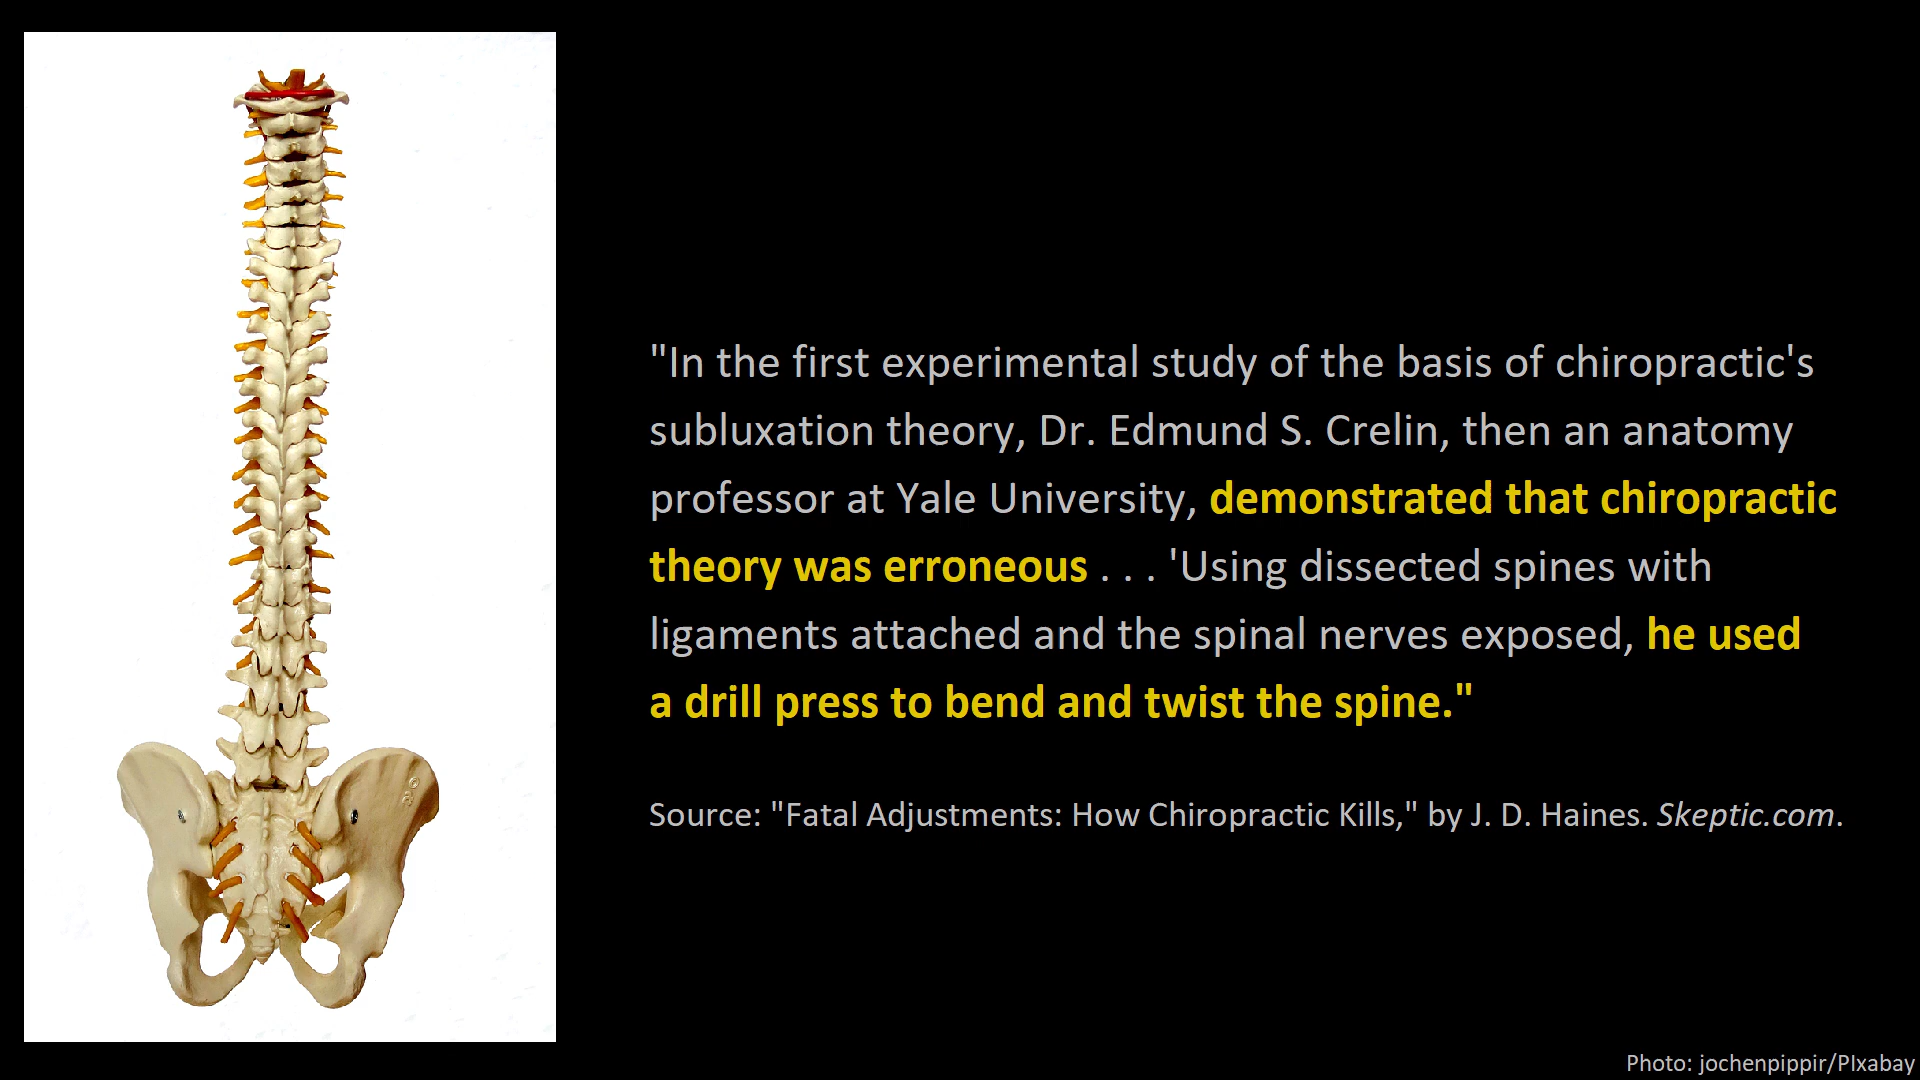 "In the first experimental study of the basis of chiropractic's
subluxation theory, Dr. Edmund S. Crelin, then an anatomy
professor at Yale University, demonstrated that chiropractic
theory was erroneous . . . 'Using dissected spines with
ligaments attached and the spinal nerves exposed, he used
a drill press to bend and twist the spine."
Source: "Fatal Adjustments: How Chiropractic Kills," by J. D. Haines. Skeptic.com.
Photo: jochenpippir/PIxabay